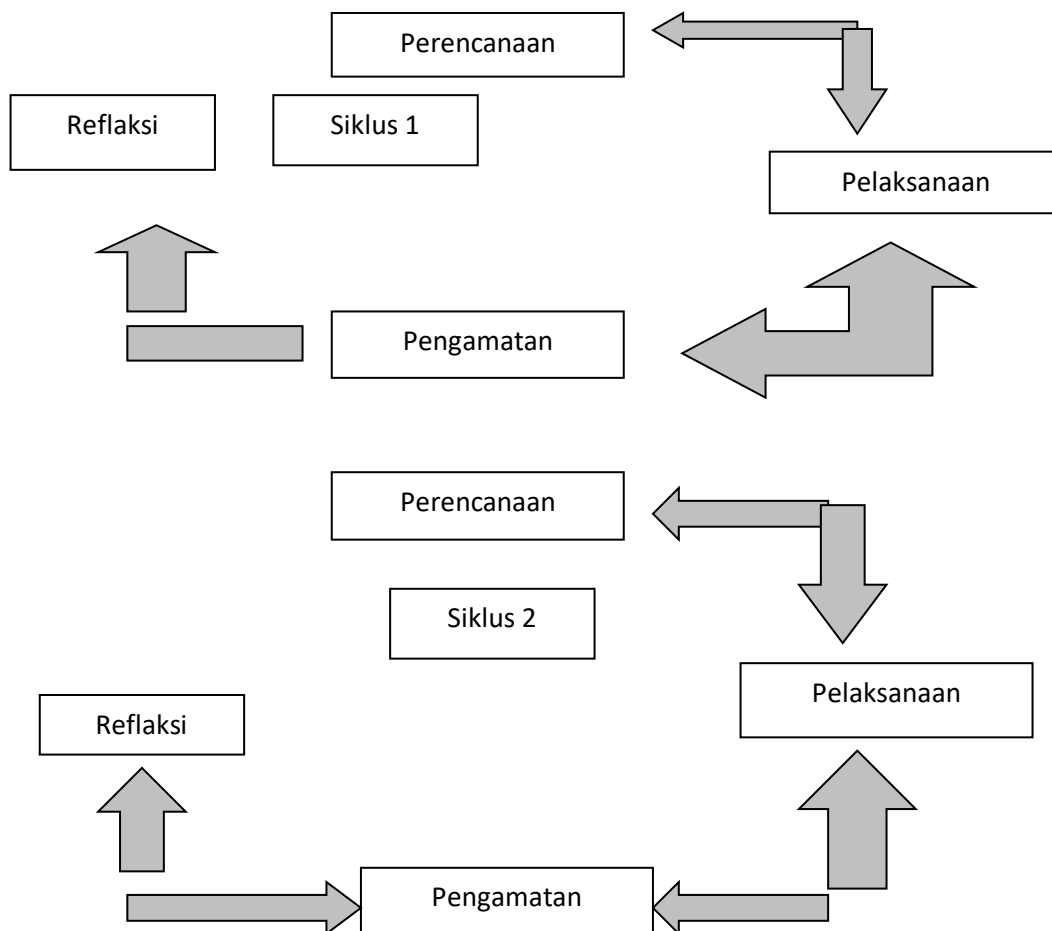 Perencanaan
Reflaksi
Siklus 1
Pelaksanaan
Pengamatan
Perencanaan
Siklus 2
Pelaksanaan
Reflaksi
Pengamatan